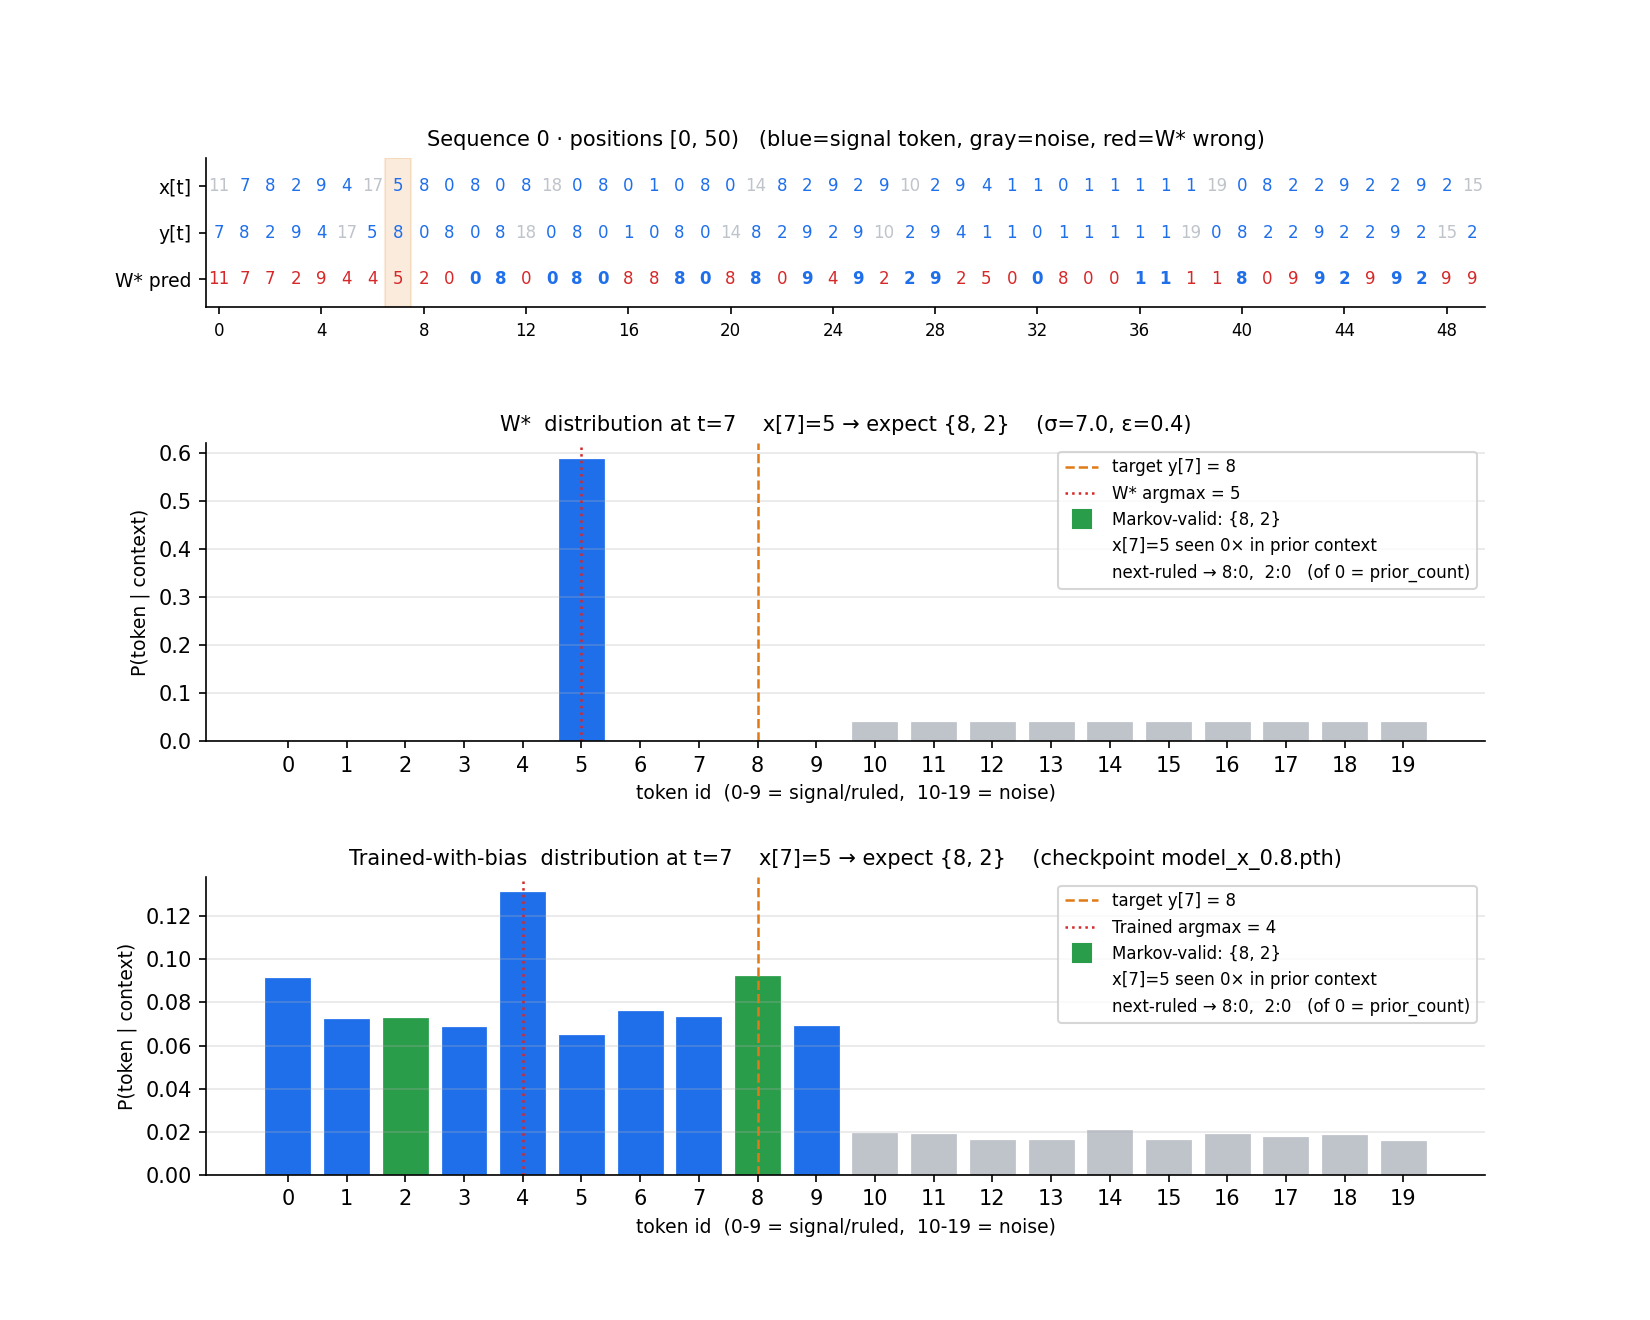 Sequence 0 · positions [0, 50)   (blue=signal token, gray=noise, red=W* wrong)
x[t] 11 7 8 2 9 4 17 5 8 0 8 0 8 18 0 8 0 1 0 8 0 14 8 2 9 2 9 10 2 9 4 1 1 0 1 1 1 1 1 19 0 8 2 2 9 2 2 9 2 15
y[t] 7 8 2 9 4 17 5 8 0 8 0 8 18 0 8 0 1 0 8 0 14 8 2 9 2 9 10 2 9 4 1 1 0 1 1 1 1 1 19 0 8 2 2 9 2 2 9 2 15 2
W* pred 11 7 7 2 9 4 4 5 2 0 0 8 0 0 8 0 8 8 8 0 8 8 0 9 4 9 2 2 9 2 5 0 0 8 0 0 1 1 1 1 8 0 9 9 2 9 9 2 9 9
0 4 8 12 16 20 24 28 32 36 40 44 48
W*  distribution at t=7    x[7]=5 → expect {8, 2}    (σ=7.0, ε=0.4)
P(token | context)
0.6
0.5
0.4
0.3
0.2
0.1
0.0
target y[7] = 8
W* argmax = 5
Markov-valid: {8, 2}
x[7]=5 seen 0× in prior context
next-ruled → 8:0,  2:0   (of 0 = prior_count)
0 1 2 3 4 5 6 7 8 9 10 11 12 13 14 15 16 17 18 19
token id  (0-9 = signal/ruled,  10-19 = noise)
Trained-with-bias  distribution at t=7    x[7]=5 → expect {8, 2}    (checkpoint model_x_0.8.pth)
P(token | context)
0.12
0.10
0.08
0.06
0.04
0.02
0.00
target y[7] = 8
Trained argmax = 4
Markov-valid: {8, 2}
x[7]=5 seen 0× in prior context
next-ruled → 8:0,  2:0   (of 0 = prior_count)
0 1 2 3 4 5 6 7 8 9 10 11 12 13 14 15 16 17 18 19
token id  (0-9 = signal/ruled,  10-19 = noise)